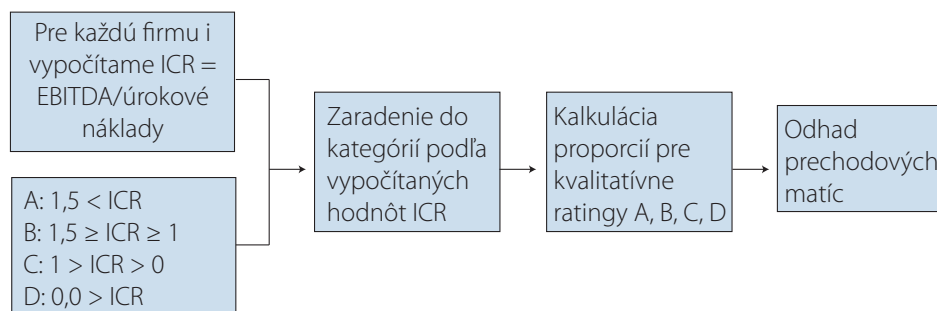 Pre každú firmu i
vypočítame ICR =
EBITDA/úrokové
náklady
A: 1,5 < ICR
B: 1,5 ≥ ICR ≥ 1
C: 1 > ICR > 0
D: 0,0 > ICR
Zaradenie do
kategórií podľa
vypočítaných
hodnôt ICR
Kalkulácia
proporcií pre
kvalitatívne
ratingy A, B, C, D
Odhad
prechodových
matíc